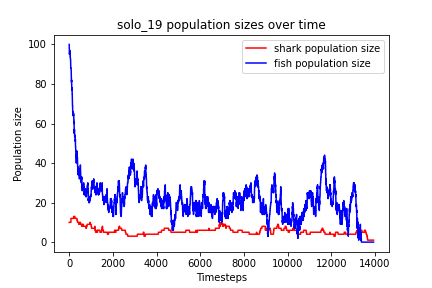 solo_19 population sizes over time
shark population size
fish population size
Population size
100
80
60
40
20
0
0 2000 4000 6000 8000 10000 12000 14000
Timesteps